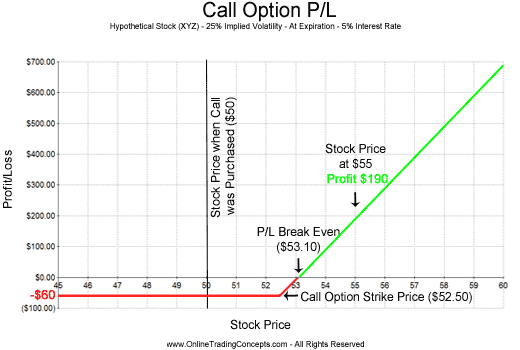 Call Option P/L
Hypothetical Stock (XYZ) - 25% Implied Volatility - At Expiration - 5% Interest Rate
$700.00
$600.00
$500.00
$400.00
$300.00
$200.00
$100.00
$0.00
-$60
($100.00)
Profit/Loss
Stock Price when Call
was Purchased ($50)
Stock Price
at $55
Profit $190
P/L Break Even
($53.10)
Call Option Strike Price ($52.50)
45 46 47 48 49 50 51 52 53 54 55 56 57 58 59 60
Stock Price
www.OnlineTradingConcepts.com - All Rights Reserved